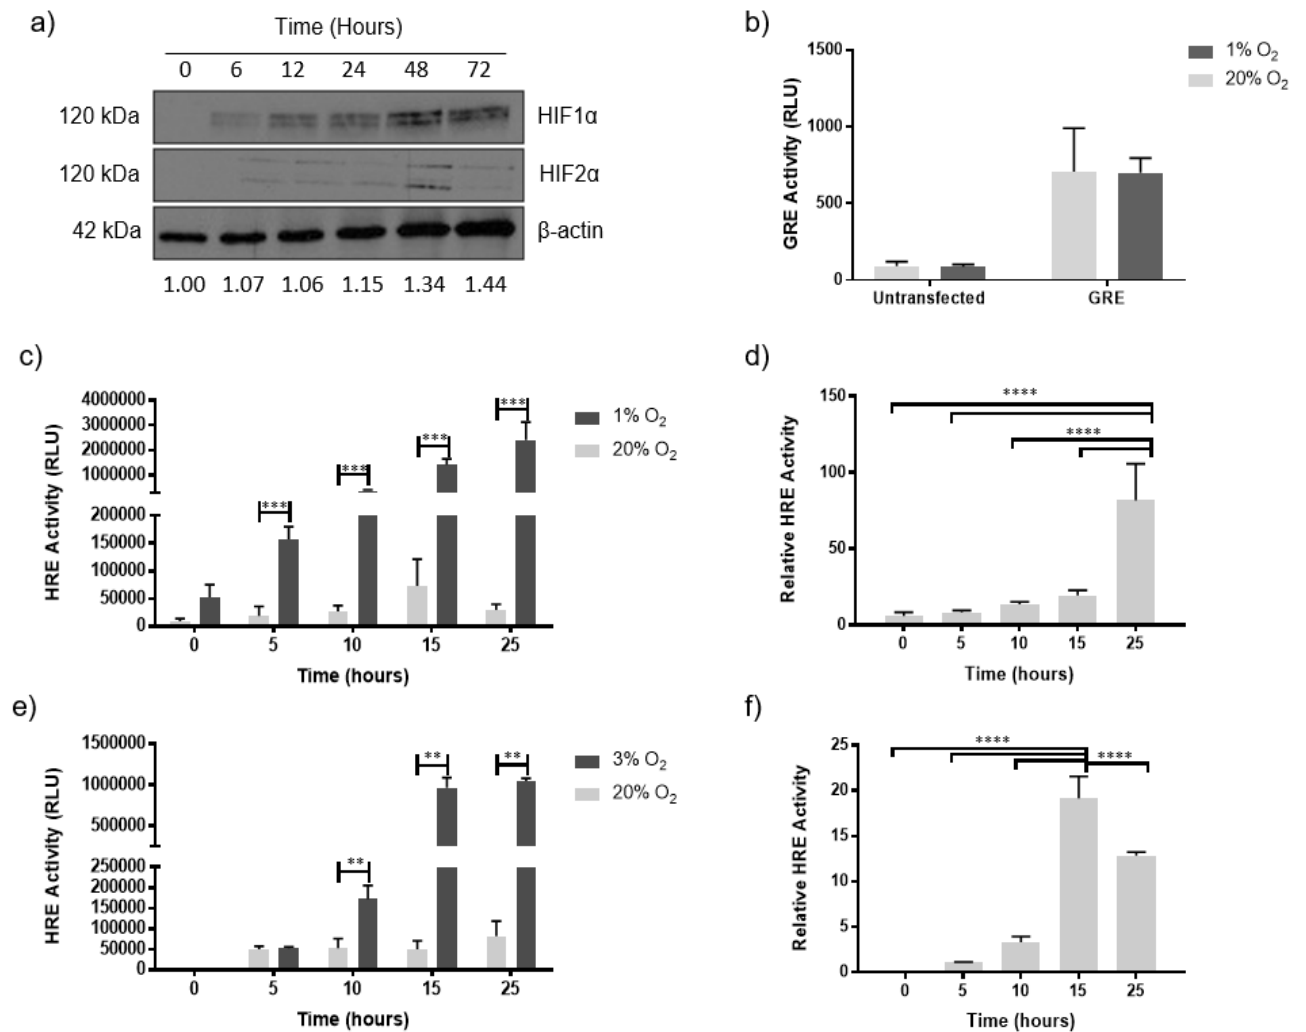 a)
Time (Hours)
0 6 12 24 48 72
120 kDa HIF1α
120 kDa HIF2α
42 kDa β-actin
1.00 1.07 1.06 1.15 1.34 1.44
b)
GRE Activity (RLU)
1500
1000
500
0
Untransfected GRE
1% O2
20% O2
c)
HRE Activity (RLU)
4000000
3000000
2000000
1000000
200000
150000
100000
50000
0
*** *** *** ***
0 5 10 15 25
Time (hours)
1% O2
20% O2
d)
Relative HRE Activity
150
100
50
0
****
****
0 5 10 15 25
Time (hours)
e)
HRE Activity (RLU)
1500000
1000000
500000
250000
200000
150000
100000
50000
0
** ** **
0 5 10 15 25
Time (hours)
3% O2
20% O2
f)
Relative HRE Activity
25
20
15
10
5
0
****
****
0 5 10 15 25
Time (hours)